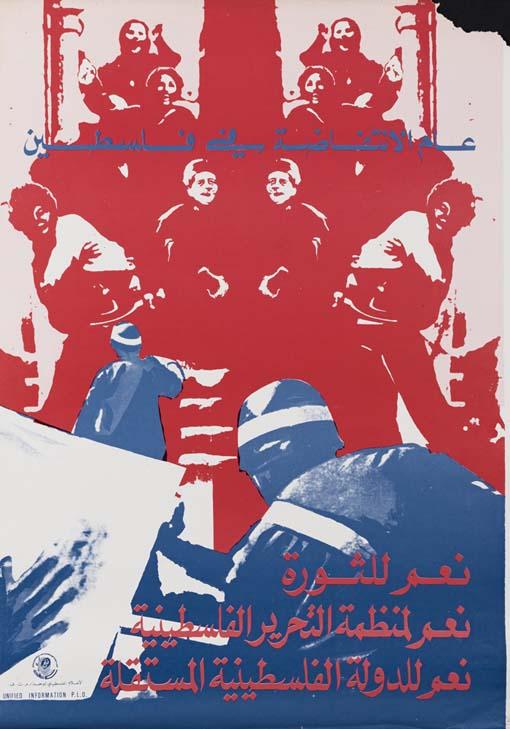 عام الانتفاضة في فلسطين
نعم للثورة
نعم لمنظمة التحرير الفلسطينية
نعم للدولة الفلسطينية المستقلة
UNIFIED INFORMATION P.L.O.